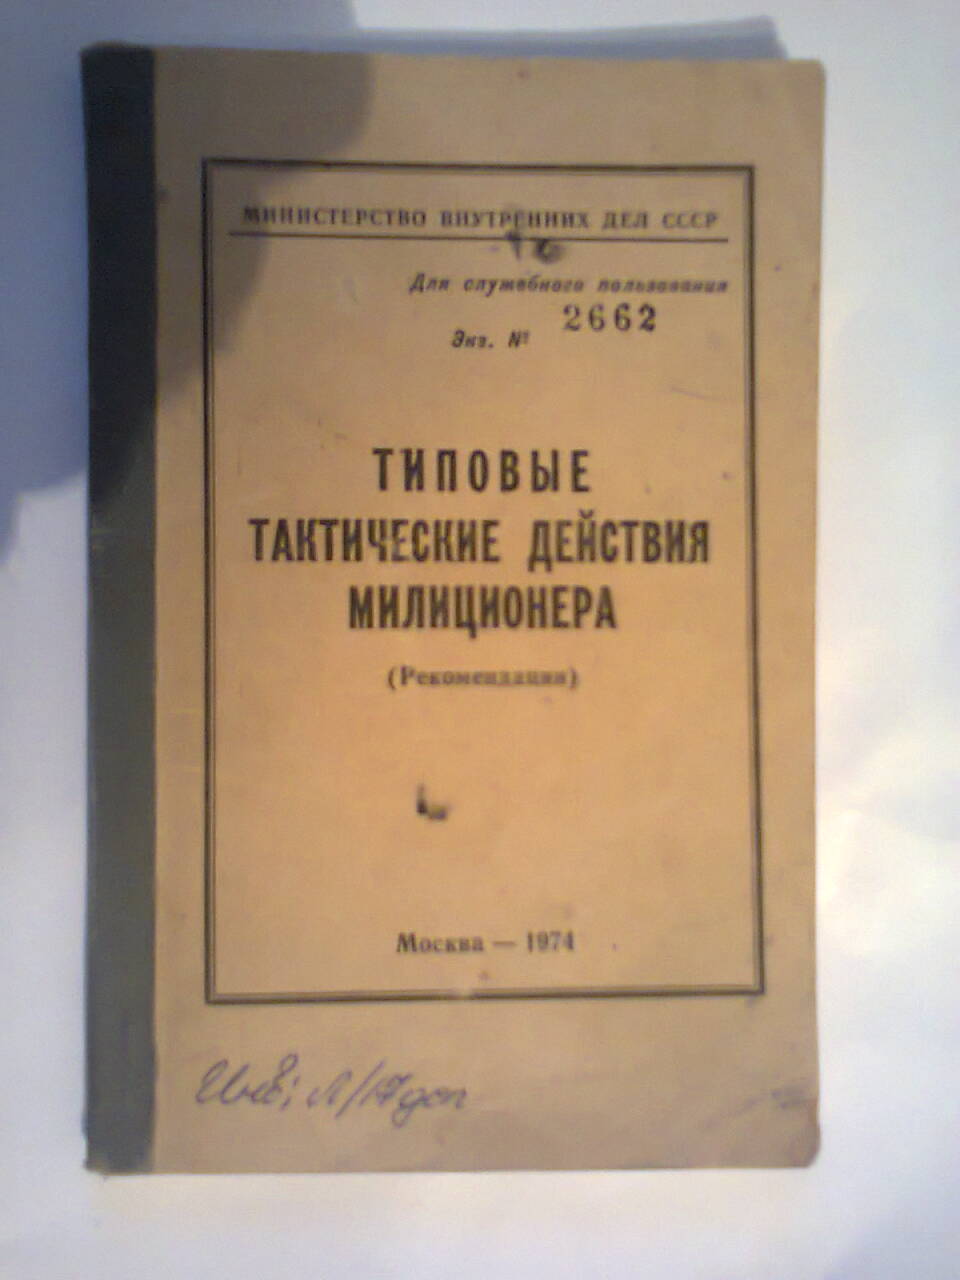 МИНИСТЕРСТВО ВНУТРЕННИХ ДЕЛ СССР
Для служебного пользования
Экз. № 2662
ТИПОВЫЕ
ТАКТИЧЕСКИЕ ДЕЙСТВИЯ
МИЛИЦИОНЕРА
(Рекомендации)
Москва — 1974